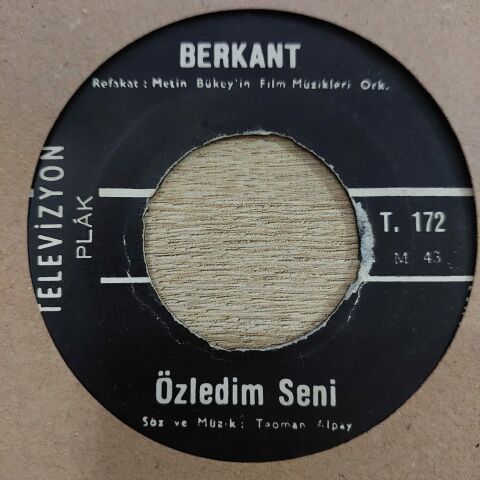 BERKANT
Refakat : Metin Bükey'in Film Müzikleri Ork.
TELEVİZYON
PLÂK
T. 172
M 43
Özledim Seni
Söz ve Müzik : Teoman Alpay